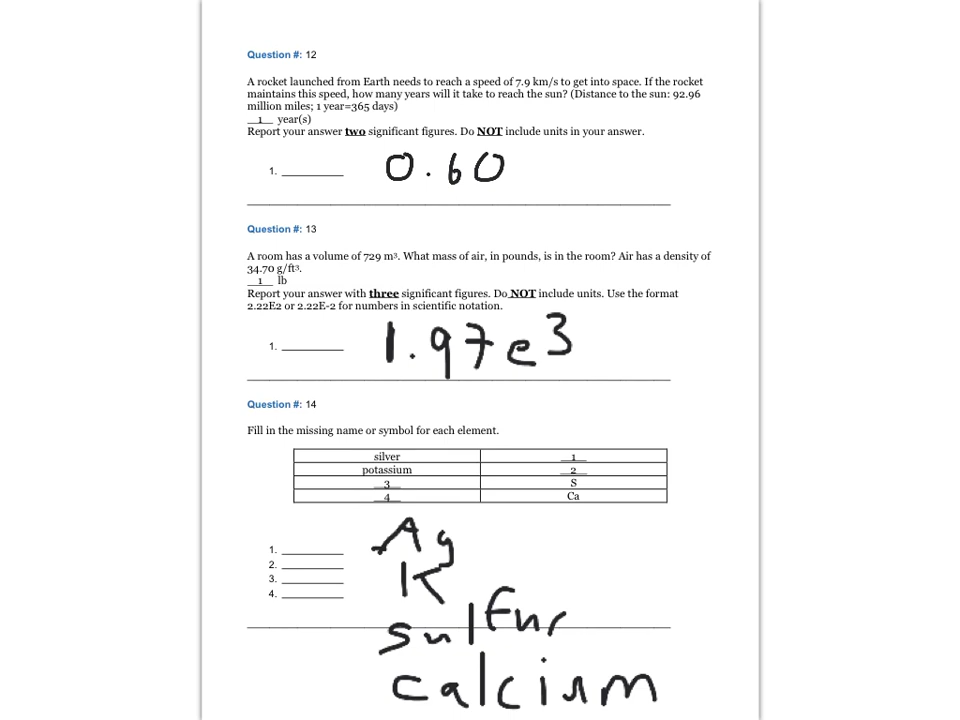 Question #: 12
A rocket launched from Earth needs to reach a speed of 7.9 km/s to get into space. If the rocket
maintains this speed, how many years will it take to reach the sun? (Distance to the sun: 92.96
million miles; 1 year=365 days)
__1__ year(s)
Report your answer two significant figures. Do NOT include units in your answer.
1. __________ 0.60
Question #: 13
A room has a volume of 729 m³. What mass of air, in pounds, is in the room? Air has a density of
34.70 g/ft³.
__1__ lb
Report your answer with three significant figures. Do NOT include units. Use the format
2.22E2 or 2.22E-2 for numbers in scientific notation.
1. __________ 1.97e3
Question #: 14
Fill in the missing name or symbol for each element.
silver __1__
potassium __2__
__3__ S
__4__ Ca
1. __________ Ag
2. __________ K
3. __________ sulfur
4. __________ calcium